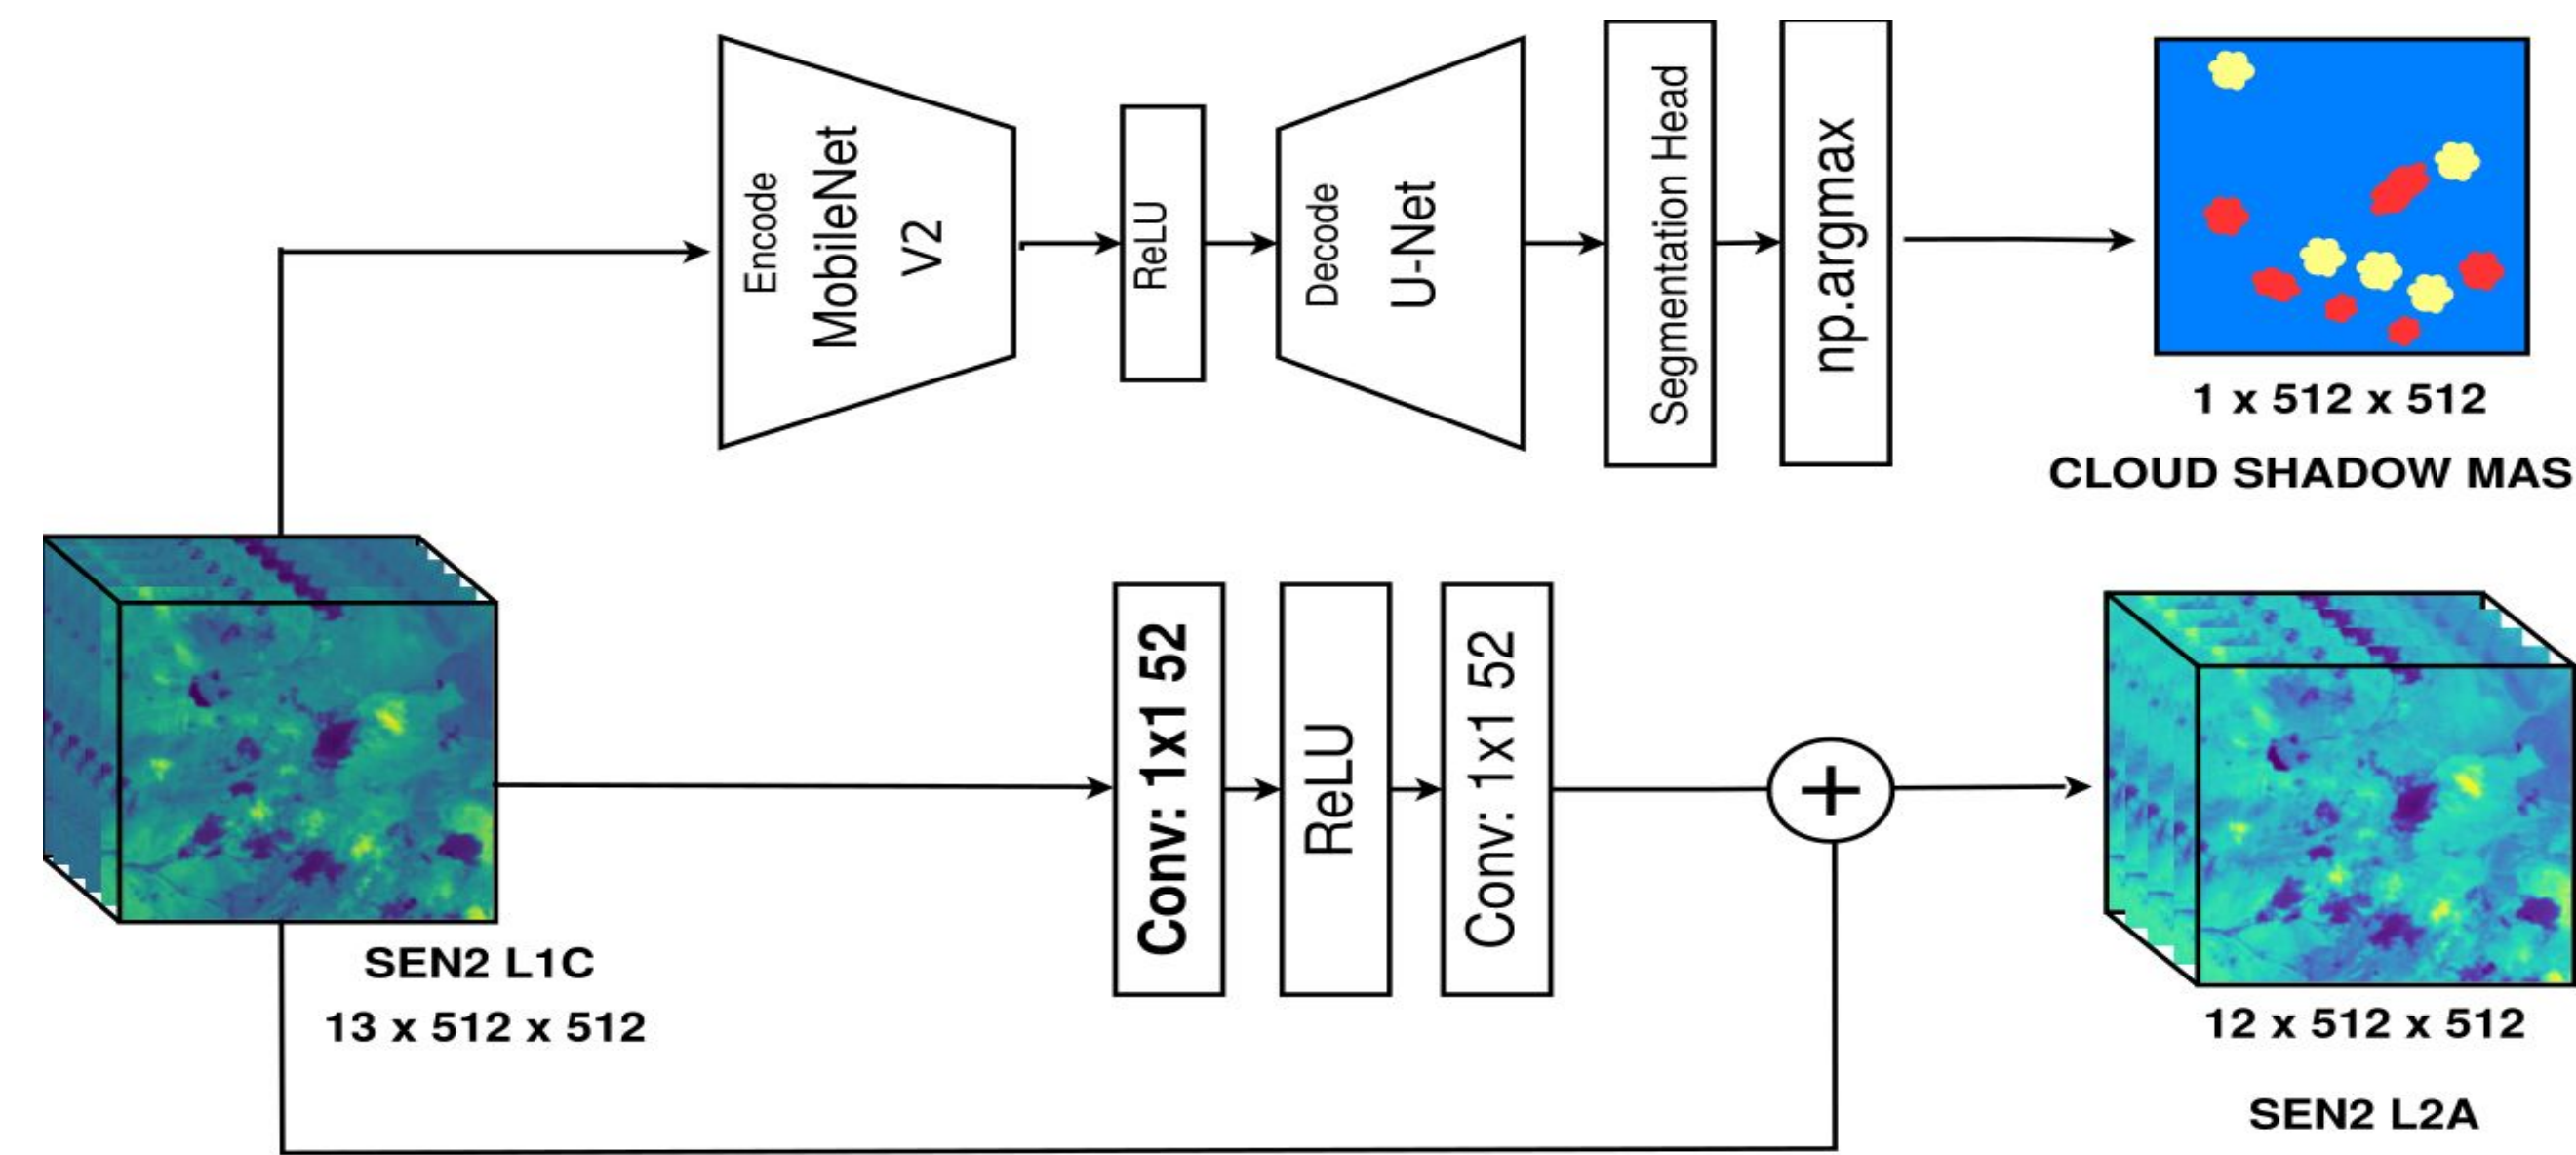 Encode
MobileNet
V2
ReLU
Decode
U-Net
Segmentation Head
np.argmax
1 x 512 x 512
CLOUD SHADOW MAS
SEN2 L1C
13 x 512 x 512
Conv: 1x1 52
ReLU
Conv: 1x1 52
+
12 x 512 x 512
SEN2 L2A